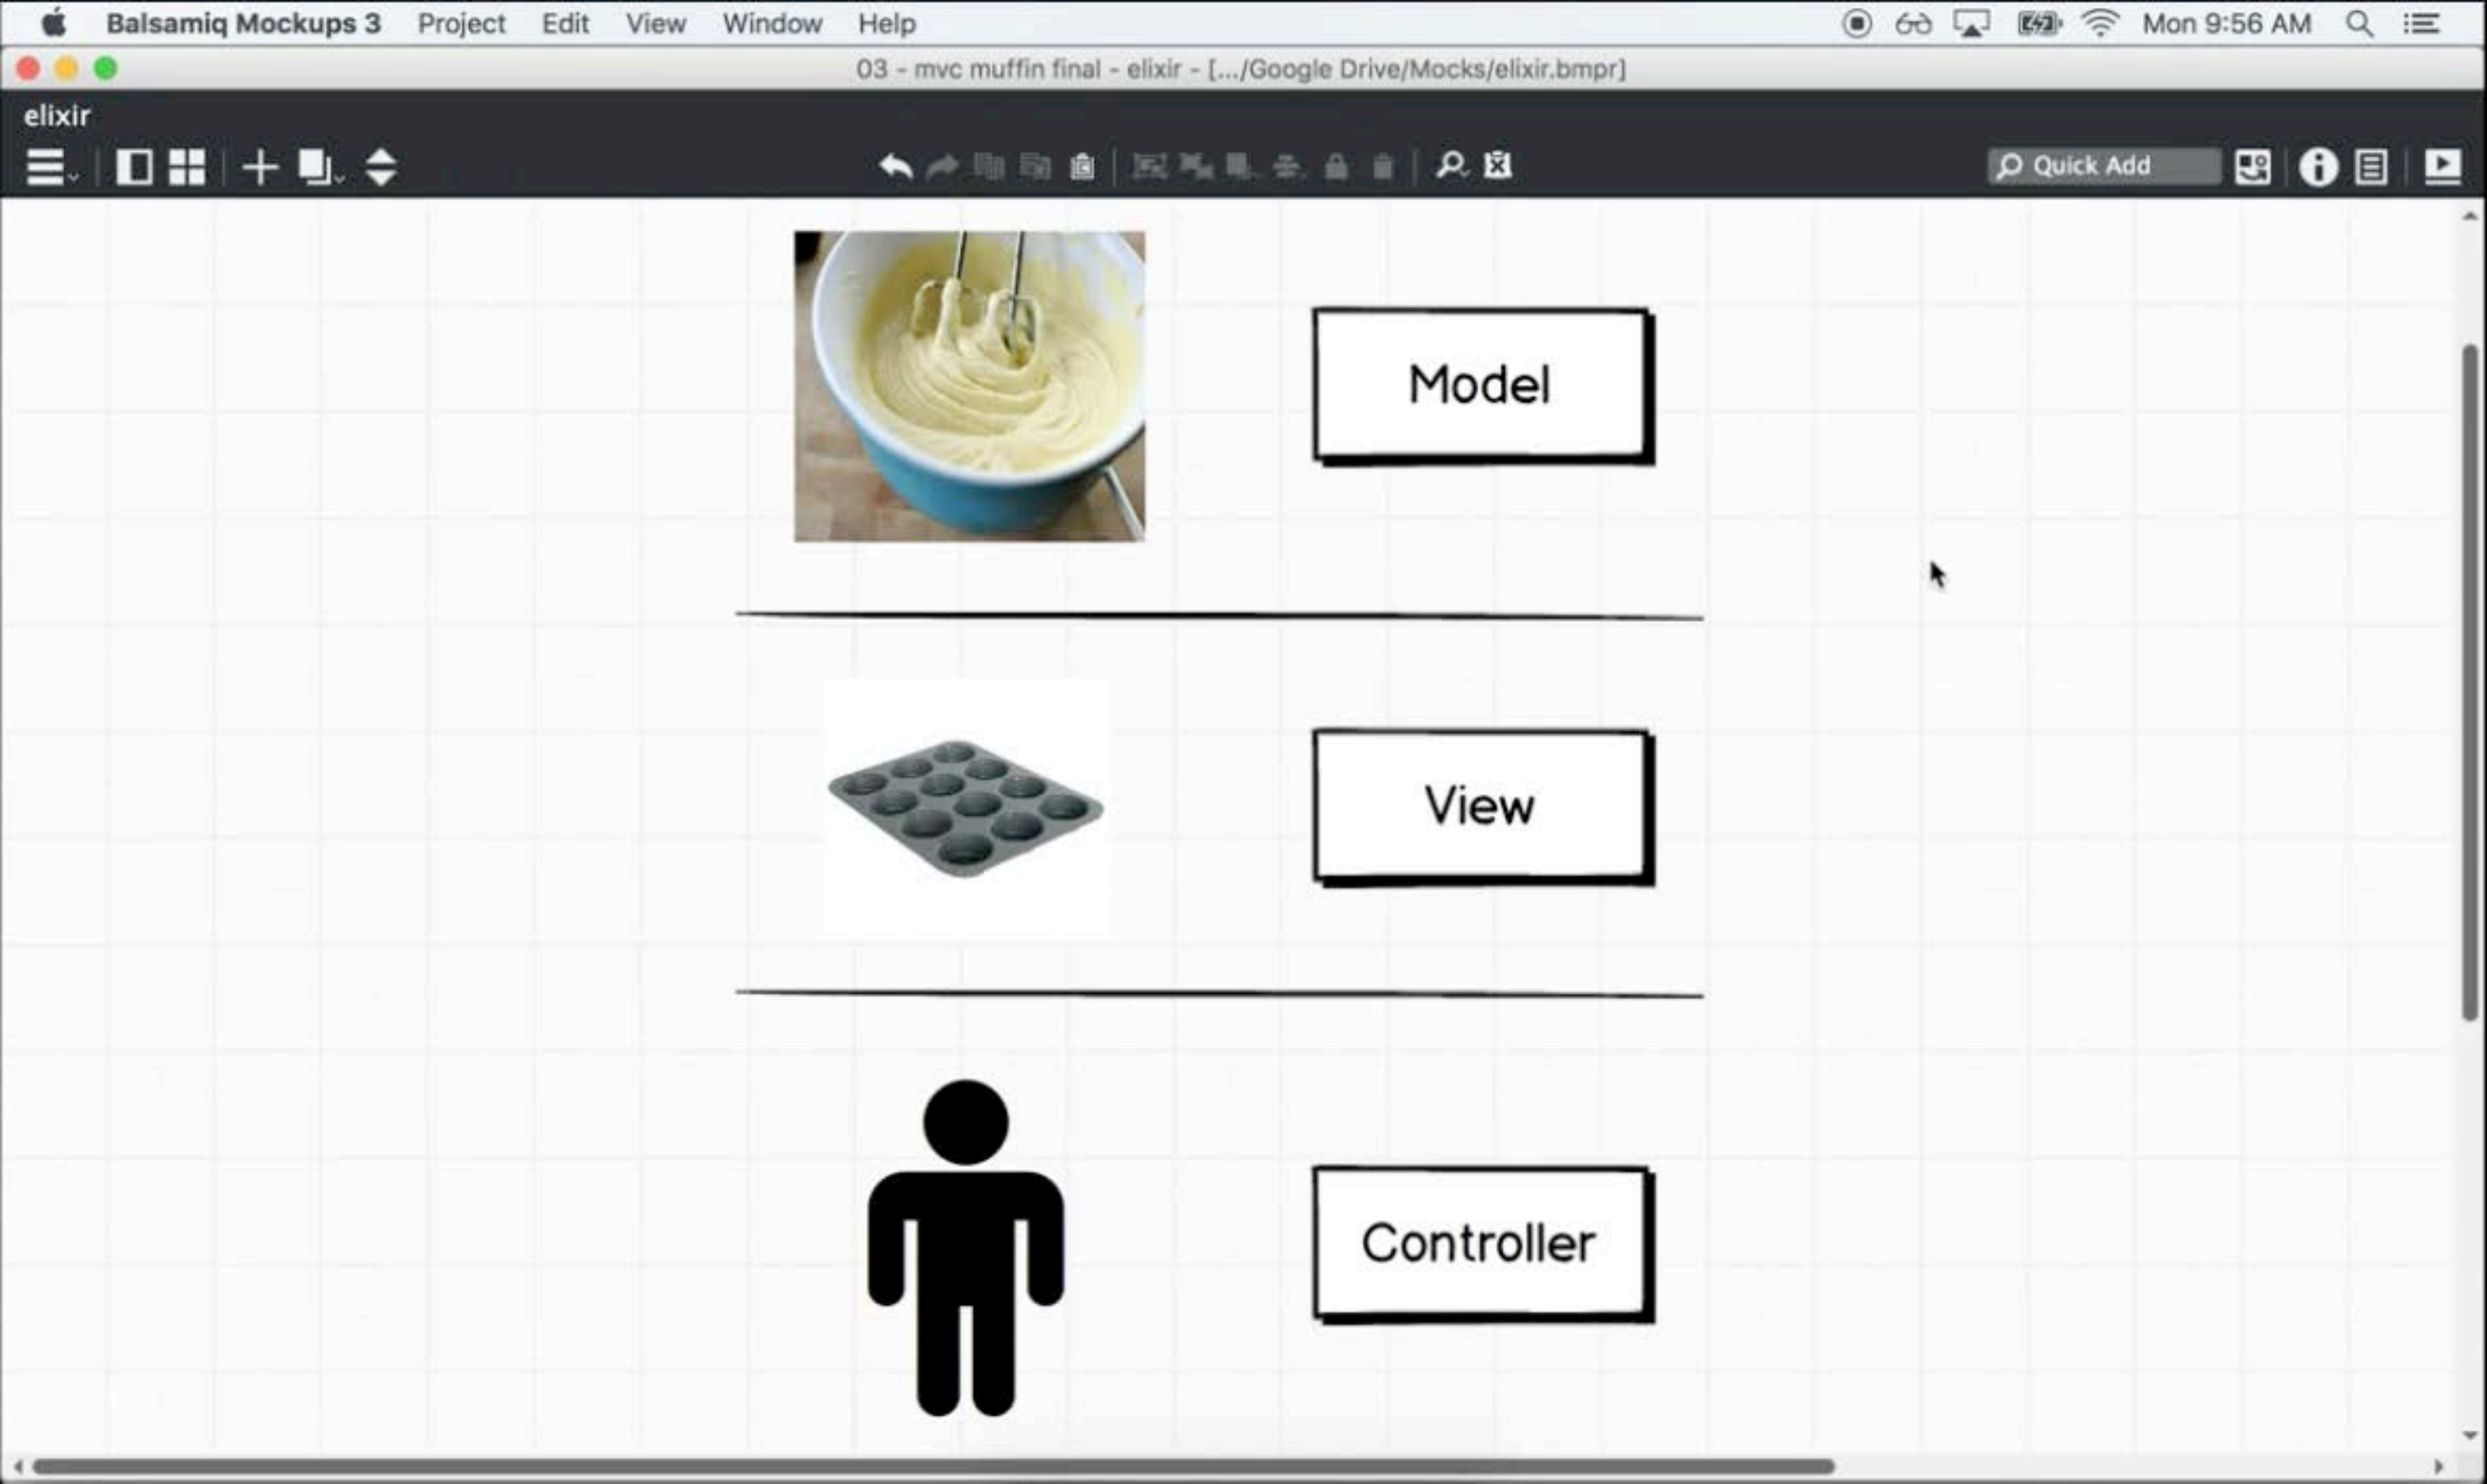 Balsamiq Mockups 3 Project Edit View Window Help Mon 9:56 AM
03 - mvc muffin final - elixir - [.../Google Drive/Mocks/elixir.bmpr]
elixir
Quick Add
Model
View
Controller